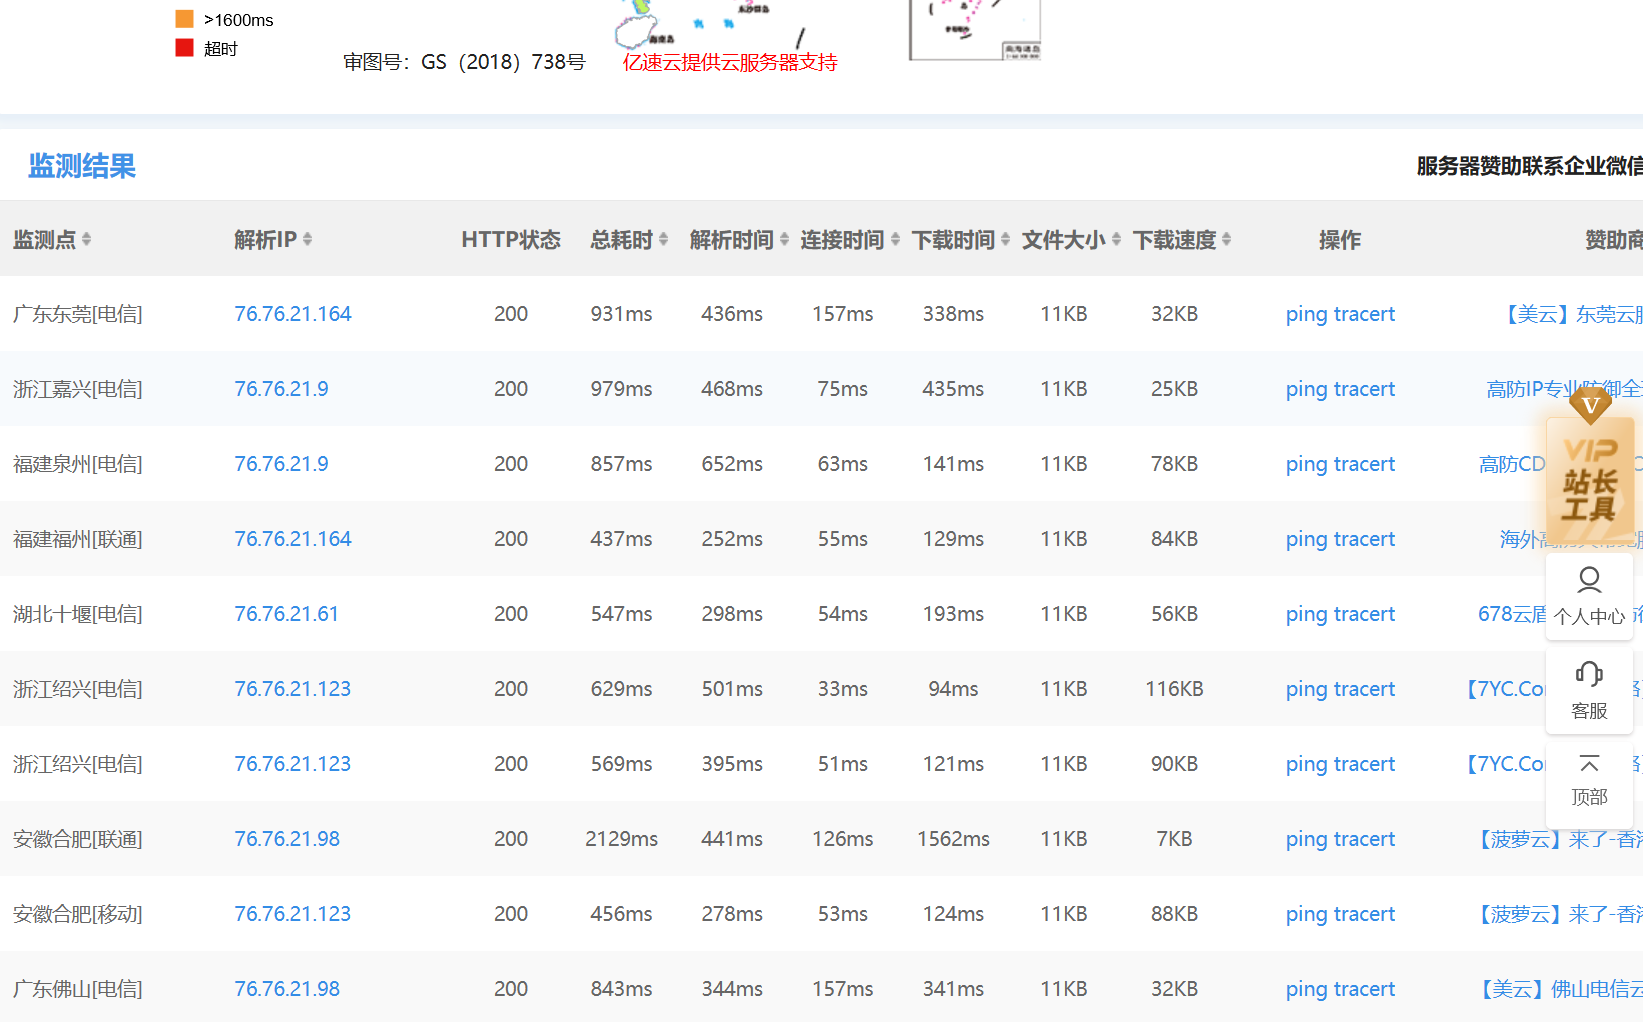 >1600ms
超时
海南岛
东沙群岛
南海诸岛
审图号：GS（2018）738号
亿速云提供云服务器支持
监测结果
服务器赞助联系企业微信
监测点 解析IP HTTP状态 总耗时 解析时间 连接时间 下载时间 文件大小 下载速度 操作 赞助商
广东东莞[电信] 76.76.21.164 200 931ms 436ms 157ms 338ms 11KB 32KB ping tracert 【美云】东莞云服
浙江嘉兴[电信] 76.76.21.9 200 979ms 468ms 75ms 435ms 11KB 25KB ping tracert 高防IP专业防御全
福建泉州[电信] 76.76.21.9 200 857ms 652ms 63ms 141ms 11KB 78KB ping tracert 高防CD
福建福州[联通] 76.76.21.164 200 437ms 252ms 55ms 129ms 11KB 84KB ping tracert 海外高
湖北十堰[电信] 76.76.21.61 200 547ms 298ms 54ms 193ms 11KB 56KB ping tracert 678云盾
浙江绍兴[电信] 76.76.21.123 200 629ms 501ms 33ms 94ms 11KB 116KB ping tracert 【7YC.Co
浙江绍兴[电信] 76.76.21.123 200 569ms 395ms 51ms 121ms 11KB 90KB ping tracert 【7YC.Co
安徽合肥[联通] 76.76.21.98 200 2129ms 441ms 126ms 1562ms 11KB 7KB ping tracert 【菠萝云】来了-香港
安徽合肥[移动] 76.76.21.123 200 456ms 278ms 53ms 124ms 11KB 88KB ping tracert 【菠萝云】来了-香港
广东佛山[电信] 76.76.21.98 200 843ms 344ms 157ms 341ms 11KB 32KB ping tracert 【美云】佛山电信云
V
VIP
站长
工具
个人中心
客服
顶部